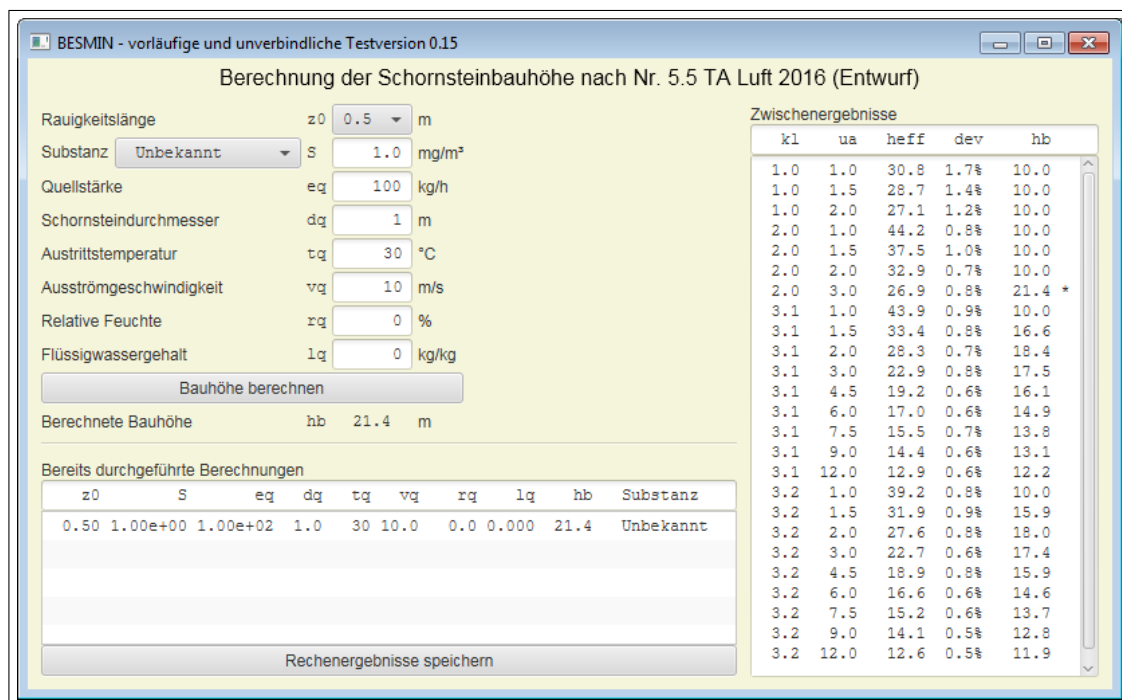 BESMIN - vorläufige und unverbindliche Testversion 0.15
Berechnung der Schornsteinbauhöhe nach Nr. 5.5 TA Luft 2016 (Entwurf)
Rauigkeitslänge z0 0.5 m
Substanz Unbekannt S 1.0 mg/m³
Quellstärke eq 100 kg/h
Schornsteindurchmesser dq 1 m
Austrittstemperatur tq 30 °C
Ausströmgeschwindigkeit vq 10 m/s
Relative Feuchte rq 0 %
Flüssigwassergehalt lq 0 kg/kg
Bauhöhe berechnen
Berechnete Bauhöhe hb 21.4 m
Bereits durchgeführte Berechnungen
z0 S eq dq tq vq rq lq hb Substanz
0.50 1.00e+00 1.00e+02 1.0 30 10.0 0.0 0.000 21.4 Unbekannt
Rechenergebnisse speichern
Zwischenergebnisse
kl ua heff dev hb
1.0 1.0 30.8 1.7% 10.0
1.0 1.5 28.7 1.4% 10.0
1.0 2.0 27.1 1.2% 10.0
2.0 1.0 44.2 0.8% 10.0
2.0 1.5 37.5 1.0% 10.0
2.0 2.0 32.9 0.7% 10.0
2.0 3.0 26.9 0.8% 21.4 *
3.1 1.0 43.9 0.9% 10.0
3.1 1.5 33.4 0.8% 16.6
3.1 2.0 28.3 0.7% 18.4
3.1 3.0 22.9 0.8% 17.5
3.1 4.5 19.2 0.6% 16.1
3.1 6.0 17.0 0.6% 14.9
3.1 7.5 15.5 0.7% 13.8
3.1 9.0 14.4 0.6% 13.1
3.1 12.0 12.9 0.6% 12.2
3.2 1.0 39.2 0.8% 10.0
3.2 1.5 31.9 0.9% 15.9
3.2 2.0 27.6 0.8% 18.0
3.2 3.0 22.7 0.6% 17.4
3.2 4.5 18.9 0.8% 15.9
3.2 6.0 16.6 0.6% 14.6
3.2 7.5 15.2 0.6% 13.7
3.2 9.0 14.1 0.5% 12.8
3.2 12.0 12.6 0.5% 11.9